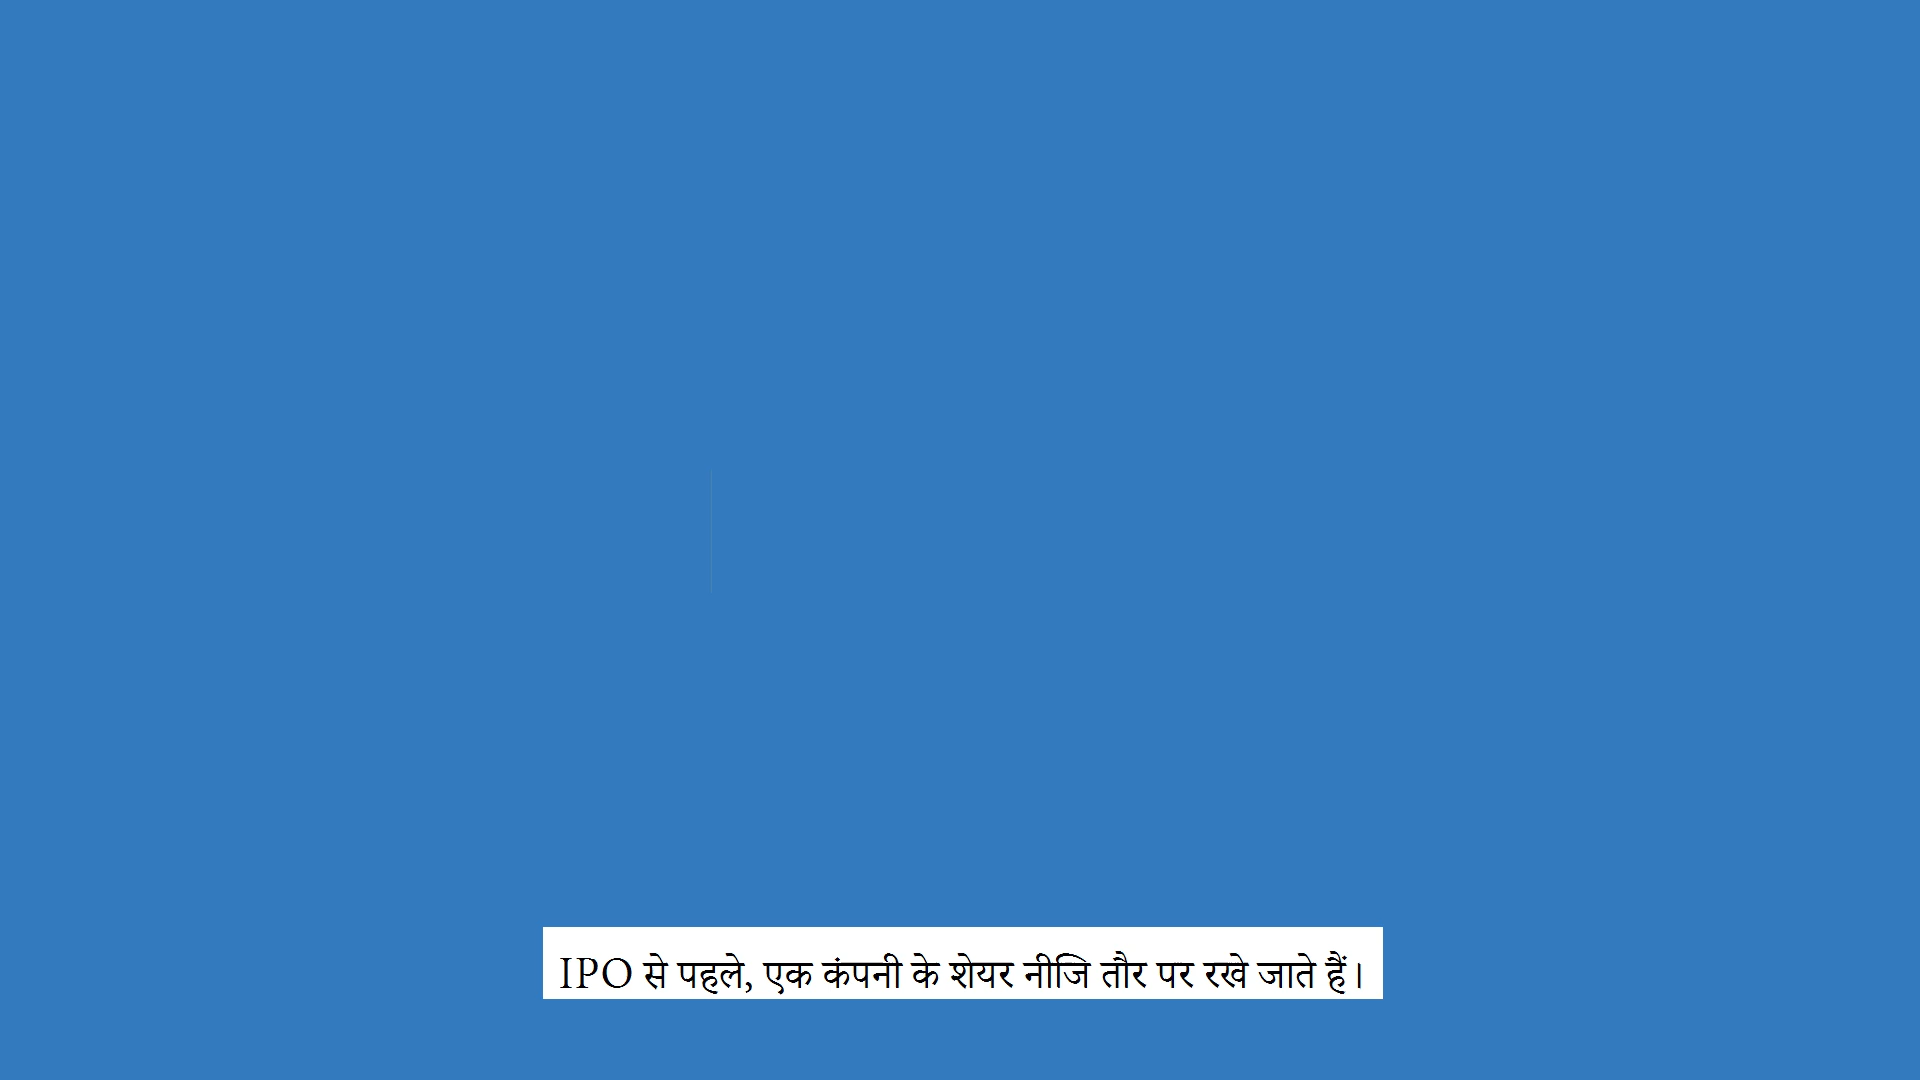 IPO से पहले, एक कंपनी के शेयर नीजि तौर पर रखे जाते हैं।